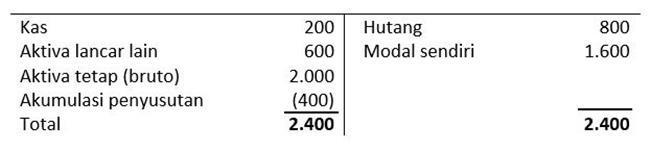 Kas 200 Hutang 800
Aktiva lancar lain 600 Modal sendiri 1.600
Aktiva tetap (bruto) 2.000
Akumulasi penyusutan (400)
Total 2.400 2.400